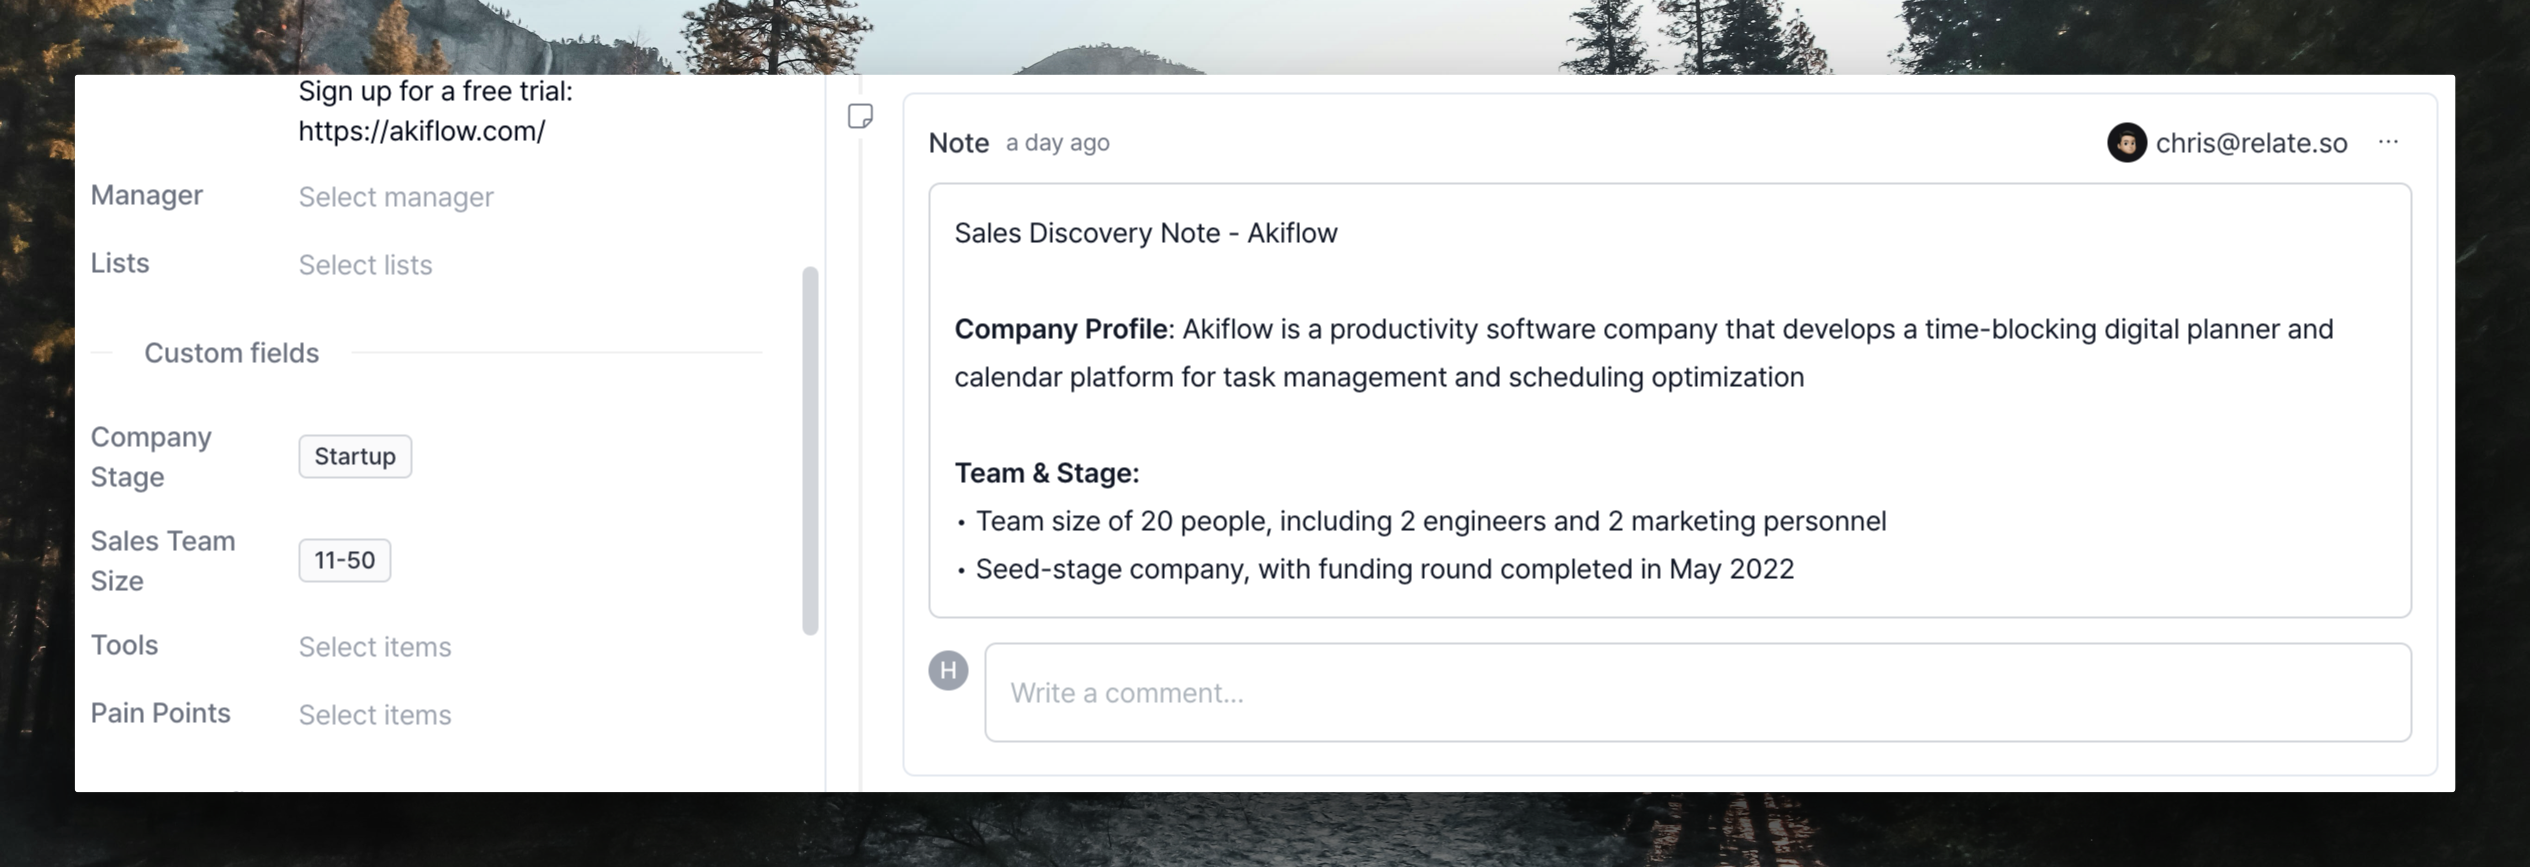 Sign up for a free trial:
https://akiflow.com/
Manager
Select manager
Lists
Select lists
Custom fields
Company
Stage
Startup
Sales Team
Size
11-50
Tools
Select items
Pain Points
Select items
Note a day ago
chris@relate.so ...
Sales Discovery Note - Akiflow
Company Profile: Akiflow is a productivity software company that develops a time-blocking digital planner and
calendar platform for task management and scheduling optimization
Team & Stage:
• Team size of 20 people, including 2 engineers and 2 marketing personnel
• Seed-stage company, with funding round completed in May 2022
H
Write a comment...